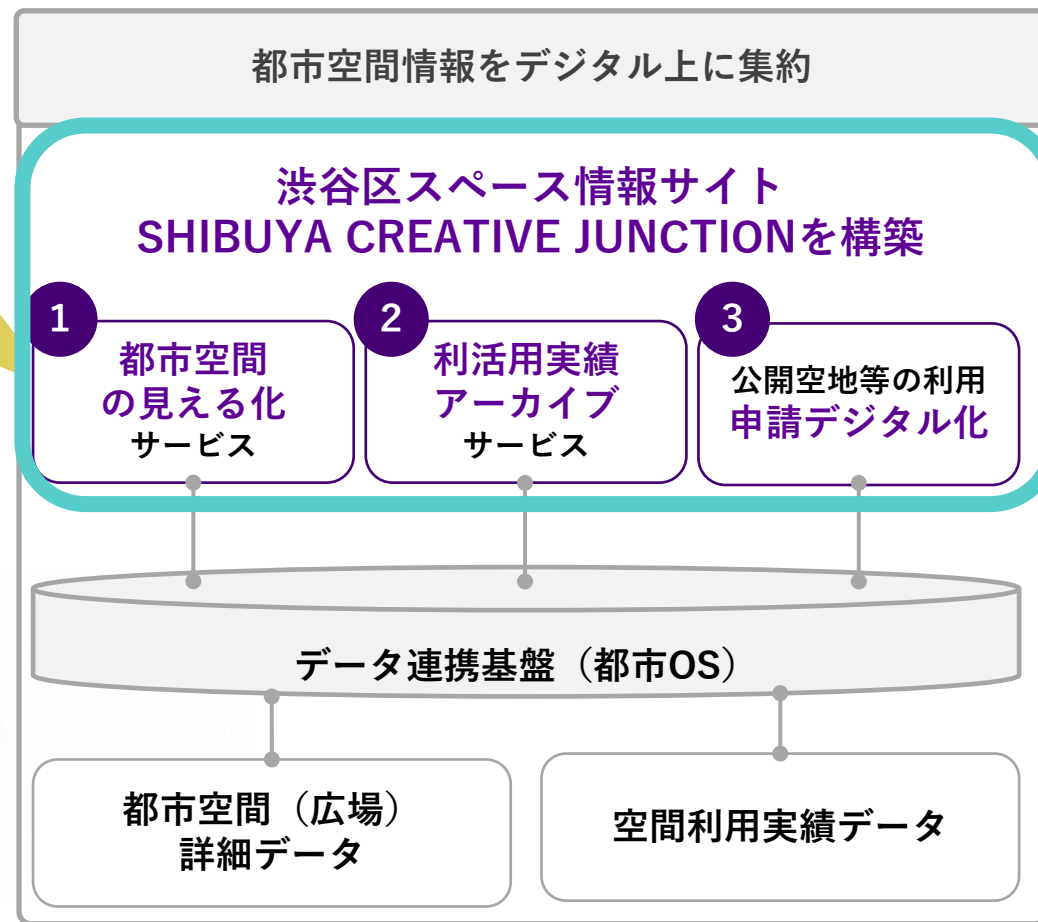 都市空間情報をデジタル上に集約
渋谷区スペース情報サイト
SHIBUYA CREATIVE JUNCTIONを構築
1
都市空間
の見える化
サービス
2
利活用実績
アーカイブ
サービス
3
公開空地等の利用
申請デジタル化
データ連携基盤（都市OS）
都市空間（広場）
詳細データ
空間利用実績データ